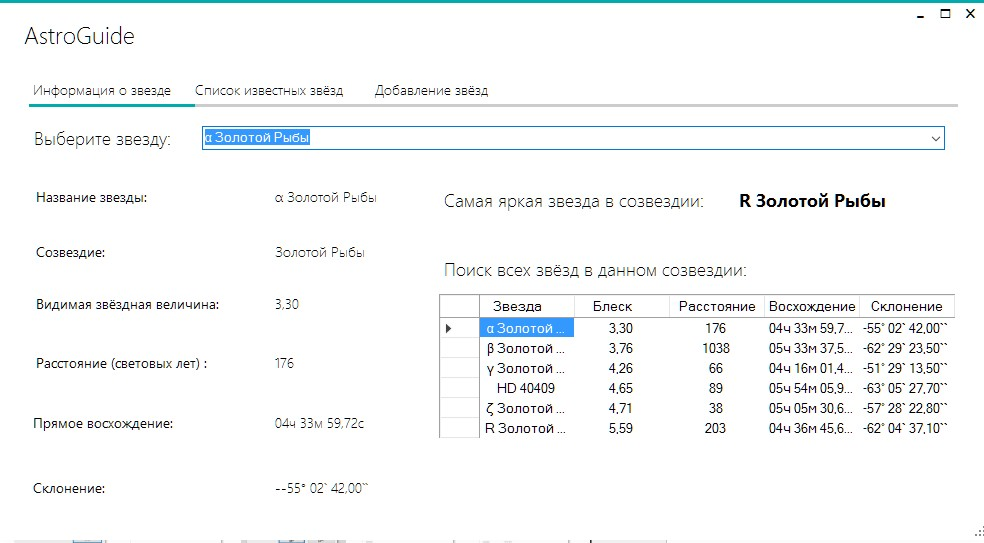 AstroGuide
Информация о звезде Список известных звёзд Добавление звёзд
Выберите звезду: α Золотой Рыбы
Название звезды: α Золотой Рыбы
Самая яркая звезда в созвездии: R Золотой Рыбы
Созвездие: Золотой Рыбы
Поиск всех звёзд в данном созвездии:
Видимая звёздная величина: 3,30
Расстояние (световых лет) : 176
Прямое восхождение: 04ч 33м 59,72с
Склонение: --55° 02` 42,00``
Звезда Блеск Расстояние Восхождение Склонение
α Золотой ... 3,30 176 04ч 33м 59,7... -55° 02` 42,00``
β Золотой ... 3,76 1038 05ч 33м 37,5... -62° 29` 23,50``
γ Золотой ... 4,26 66 04ч 16м 01,4... -51° 29` 13,50``
HD 40409 4,65 89 05ч 54м 05,9... -63° 05` 27,70``
ζ Золотой ... 4,71 38 05ч 05м 30,6... -57° 28` 22,80``
R Золотой ... 5,59 203 04ч 36м 45,6... -62° 04` 37,10``